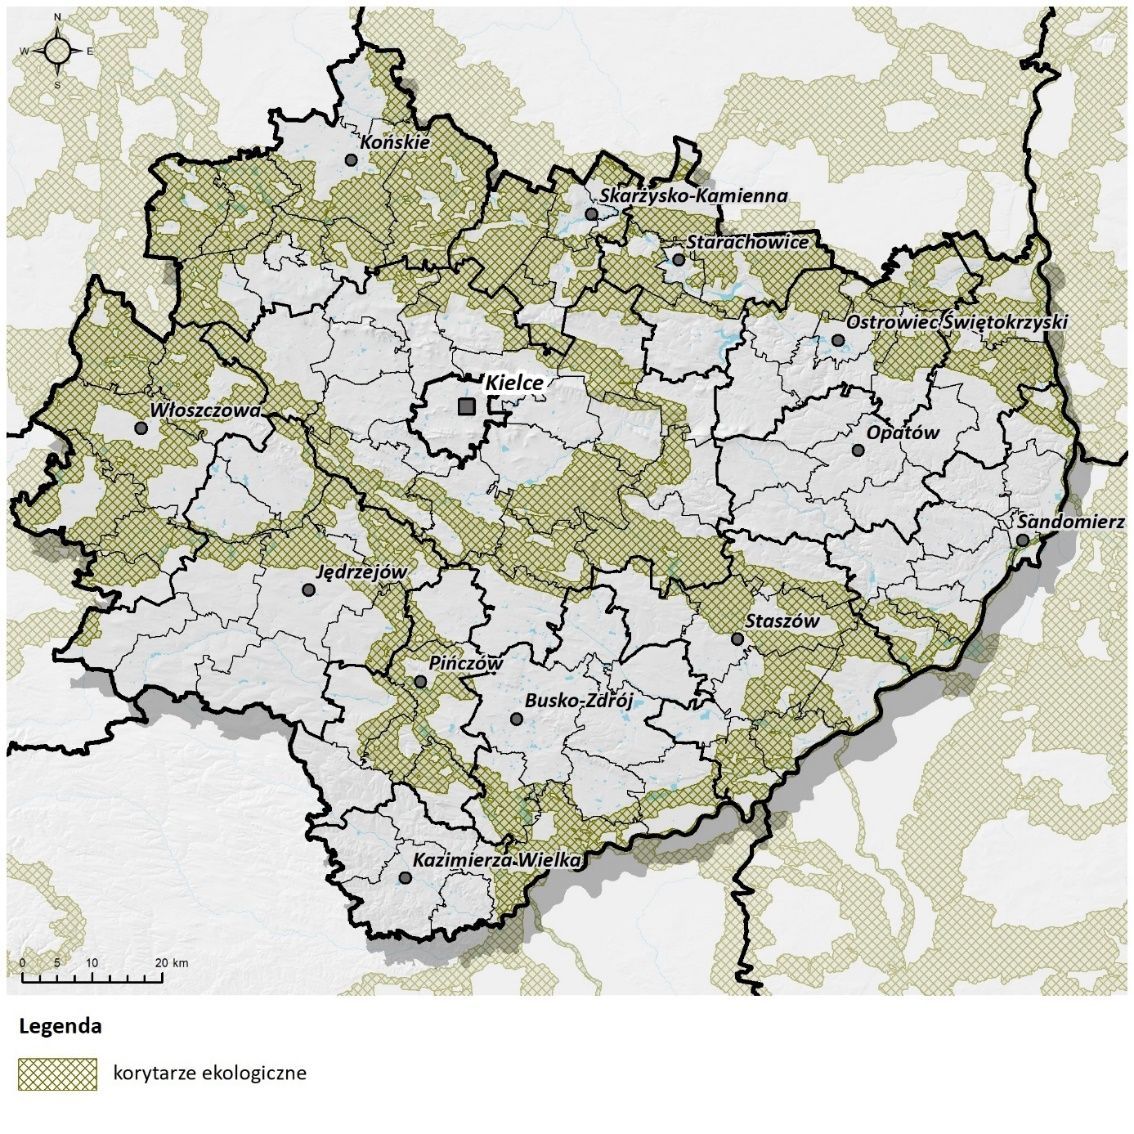 N
W E
S
Końskie
Skarżysko-Kamienna
Starachowice
Ostrowiec Świętokrzyski
Kielce
Włoszczowa
Opatów
Sandomierz
Jędrzejów
Staszów
Pińczów
Busko-Zdrój
Kazimierza Wielka
0 5 10 20 km
Legenda
korytarze ekologiczne